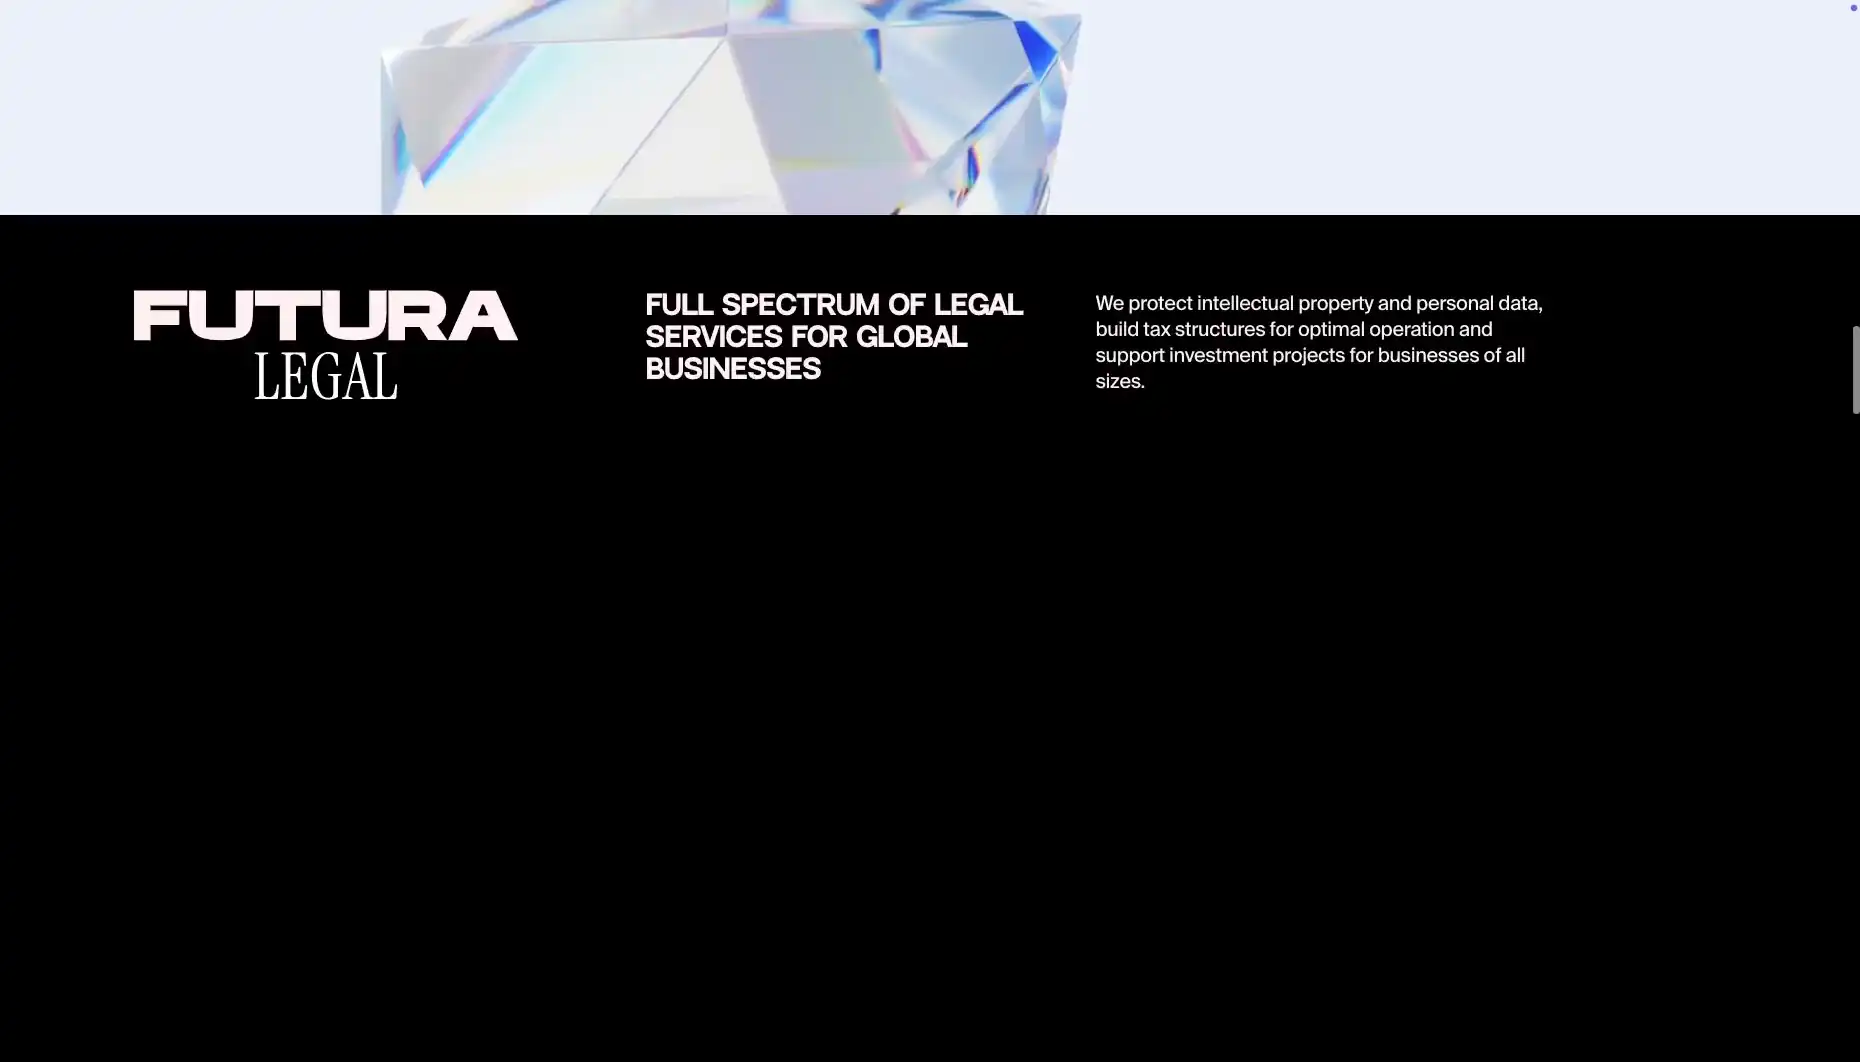 FUTURA
LEGAL
FULL SPECTRUM OF LEGAL
SERVICES FOR GLOBAL
BUSINESSES
We protect intellectual property and personal data,
build tax structures for optimal operation and
support investment projects for businesses of all
sizes.